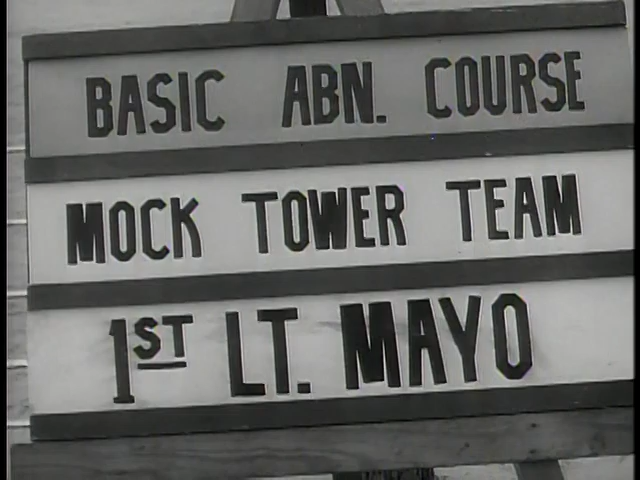 BASIC ABN. COURSE
MOCK TOWER TEAM
1ST LT. MAYO